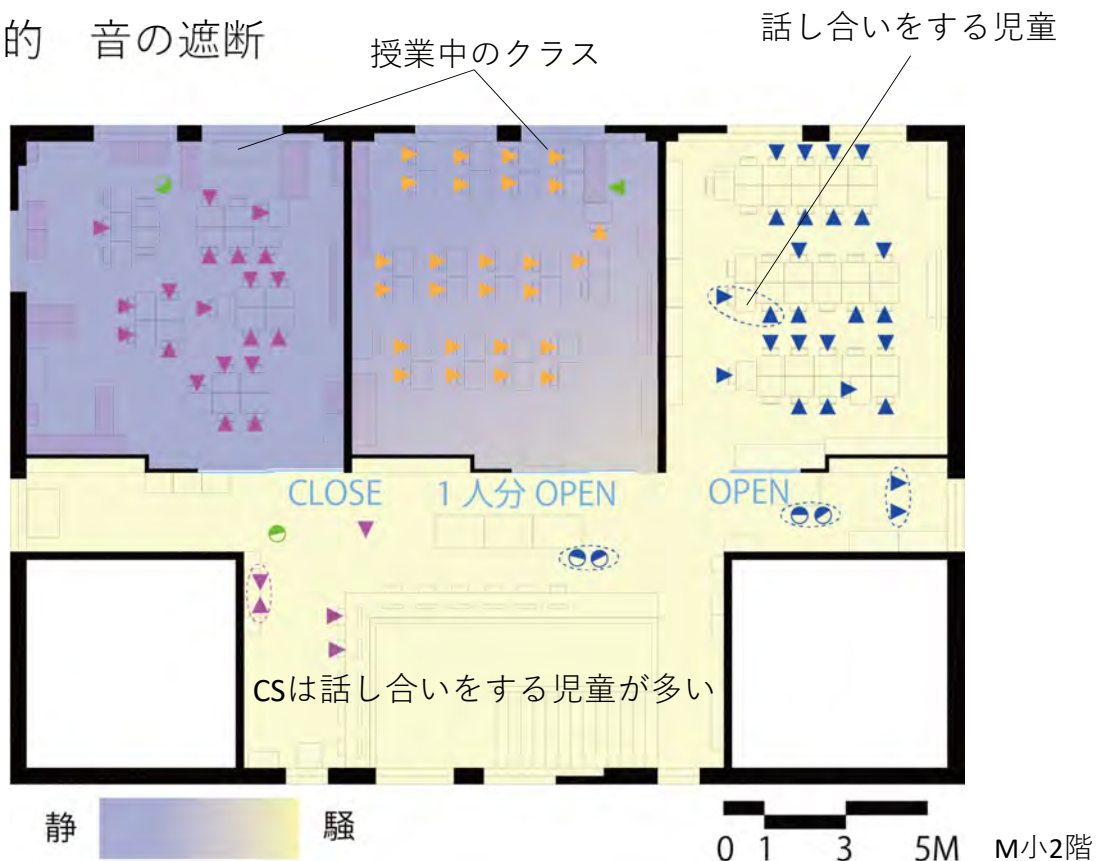 的　音の遮断
話し合いをする児童
授業中のクラス
CLOSE
1人分 OPEN
OPEN
CSは話し合いをする児童が多い
静
騒
0 1 3 5M
M小2階